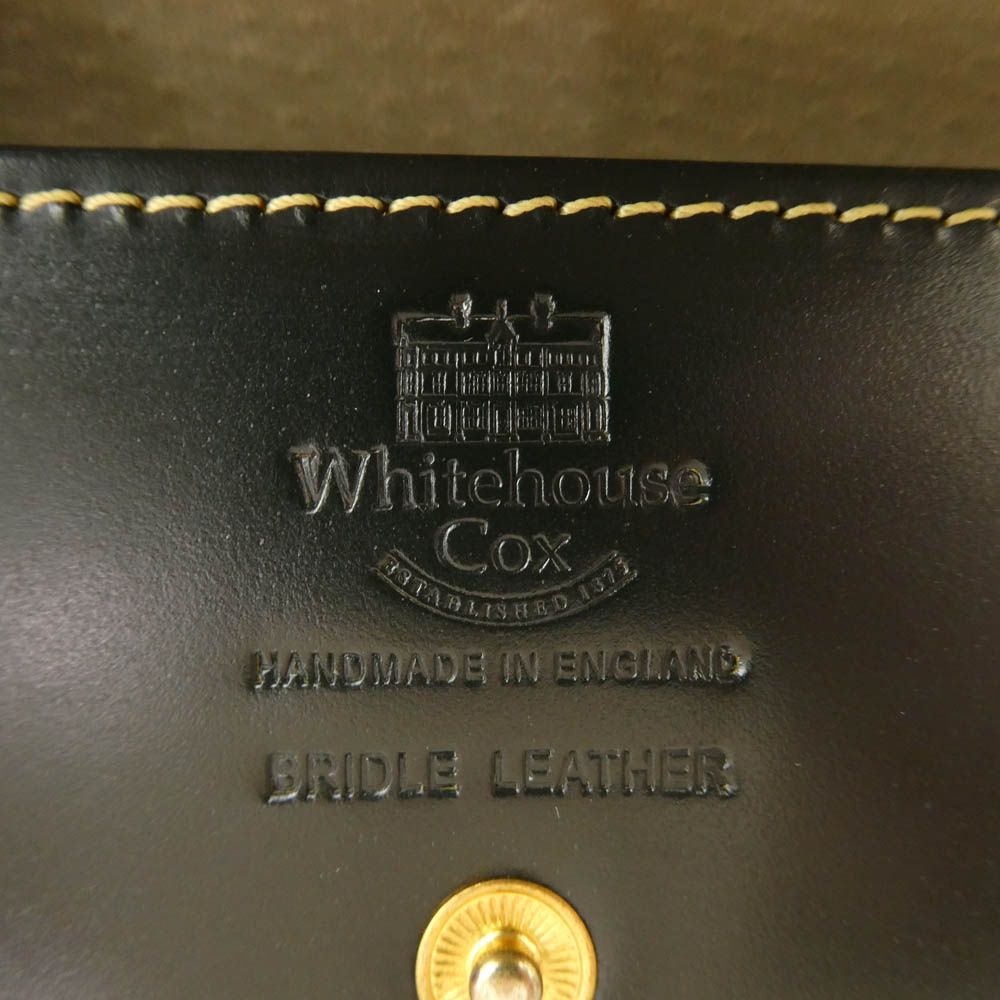 Whitehouse
Cox
ESTABLISHED 1875
HANDMADE IN ENGLAND
BRIDLE LEATHER